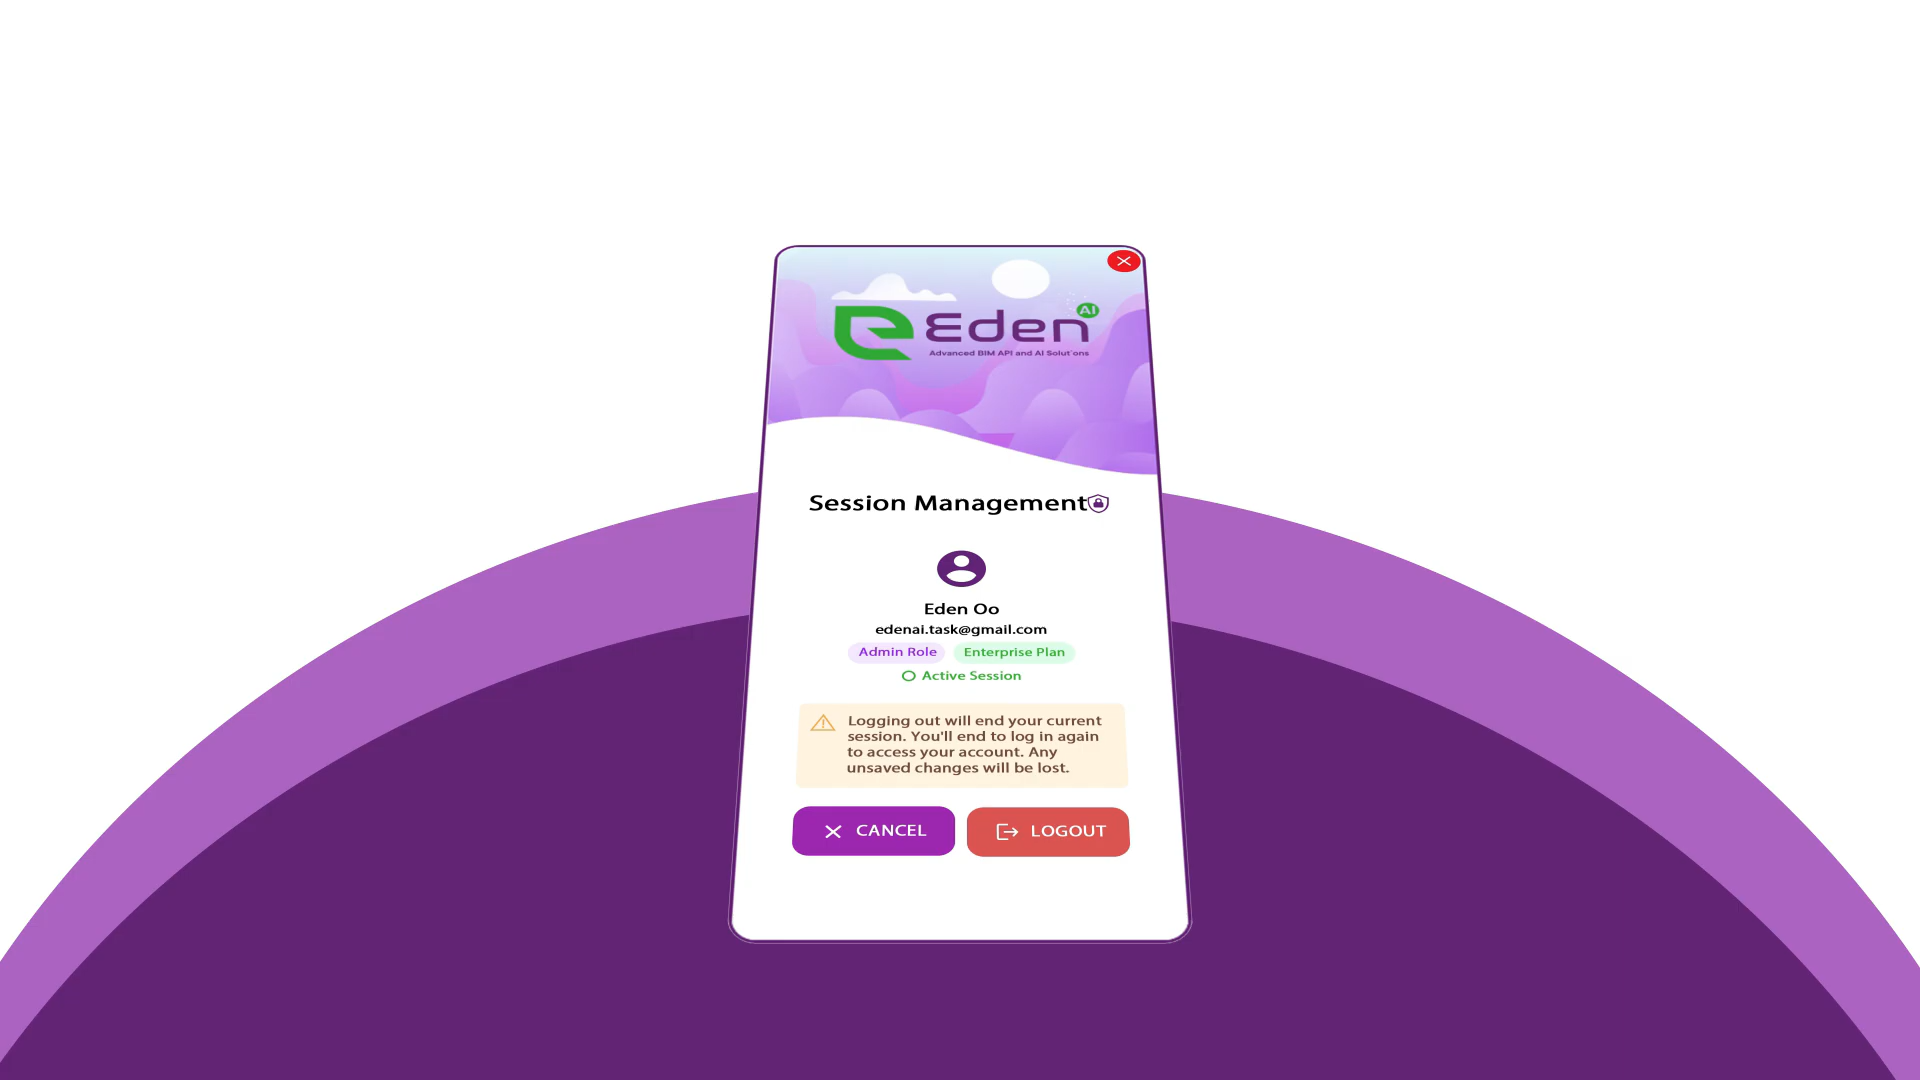 Eden AI
Advanced BIM API and AI Solut'ons
Session Management
Eden Oo
edenai.task@gmail.com
Admin Role Enterprise Plan
Active Session
Logging out will end your current
session. You'll end to log in again
to access your account. Any
unsaved changes will be lost.
CANCEL LOGOUT